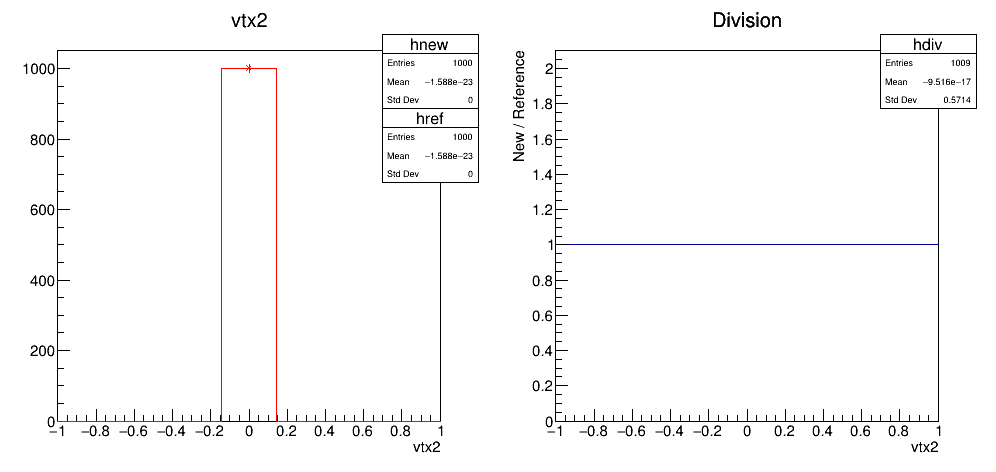 vtx2
hnew
Entries 1000
Mean −1.588e−23
Std Dev 0
href
Entries 1000
Mean −1.588e−23
Std Dev 0
1000
800
600
400
200
0
−1 −0.8 −0.6 −0.4 −0.2 0 0.2 0.4 0.6 0.8 1
vtx2
Division
hdiv
Entries 1009
Mean −9.516e−17
Std Dev 0.5714
New / Reference
2
1.8
1.6
1.4
1.2
1
0.8
0.6
0.4
0.2
0
−1 −0.8 −0.6 −0.4 −0.2 0 0.2 0.4 0.6 0.8 1
vtx2